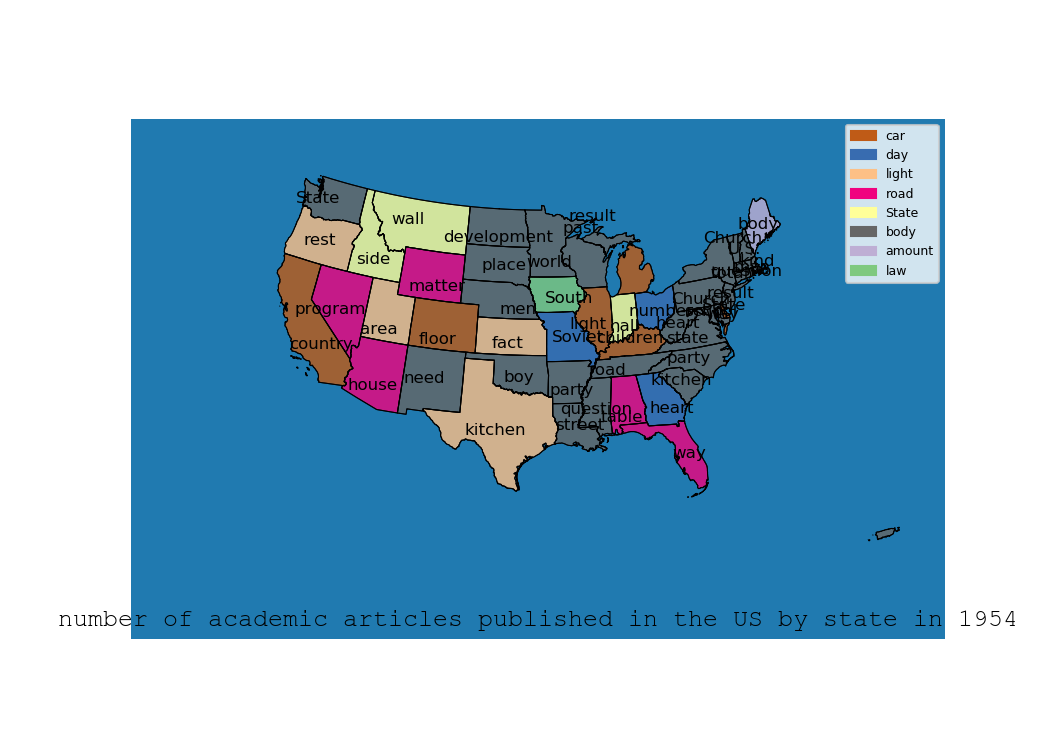 car
day
light
road
State
body
amount
law
State
wall
result
past
body
rest
development
Church
side
place
world
matter
South
program
men
result
Church
number
light
hall
heart
area
floor
fact
Soviet
children
state
country
party
house
need
boy
road
kitchen
party
question
table
heart
street
kitchen
way
number of academic articles published in the US by state in 1954